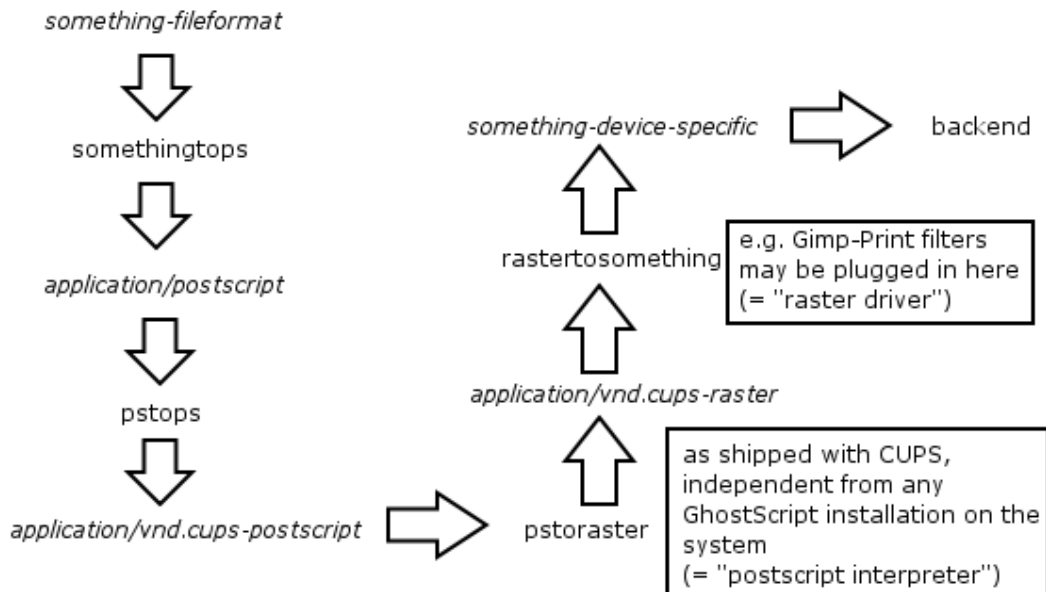 something-fileformat
somethingtops
application/postscript
pstops
application/vnd.cups-postscript
pstoraster
as shipped with CUPS,
independent from any
GhostScript installation on the
system
(= "postscript interpreter")
application/vnd.cups-raster
rastertosomething
e.g. Gimp-Print filters
may be plugged in here
(= "raster driver")
something-device-specific
backend